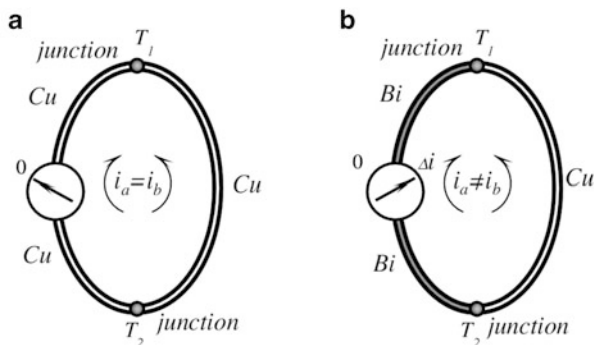 a
T1
junction
Cu
0
ia=ib
Cu
Cu
T2 junction
b
T1
junction
Bi
0
Δi
ia≠ib
Cu
Bi
T2 junction